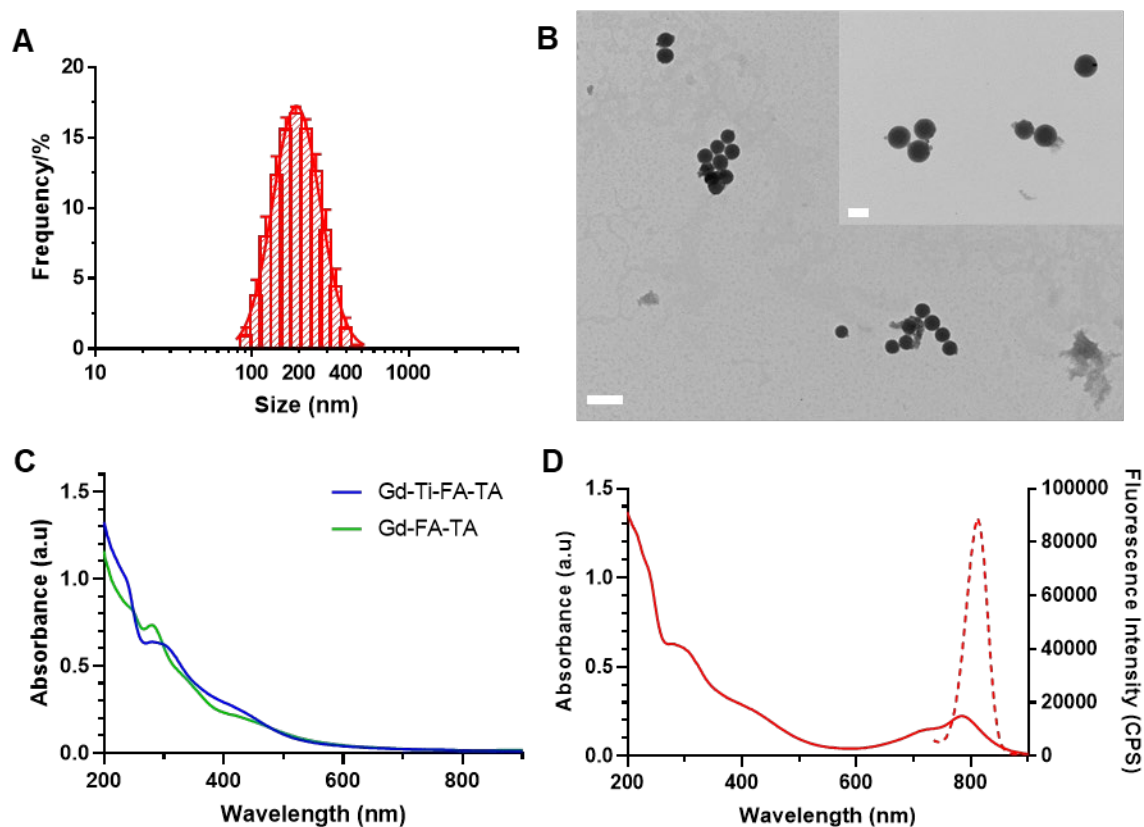 A
Frequency/%
20
15
10
5
0
10
100
200
400
1000
Size (nm)
B
C
Absorbance (a.u)
1.5
1.0
0.5
0.0
200
400
600
800
Wavelength (nm)
Gd-Ti-FA-TA
Gd-FA-TA
D
Absorbance (a.u)
1.5
1.0
0.5
0.0
200
400
600
800
Wavelength (nm)
100000
80000
60000
40000
20000
0
Fluorescence
Intensity (CPS)